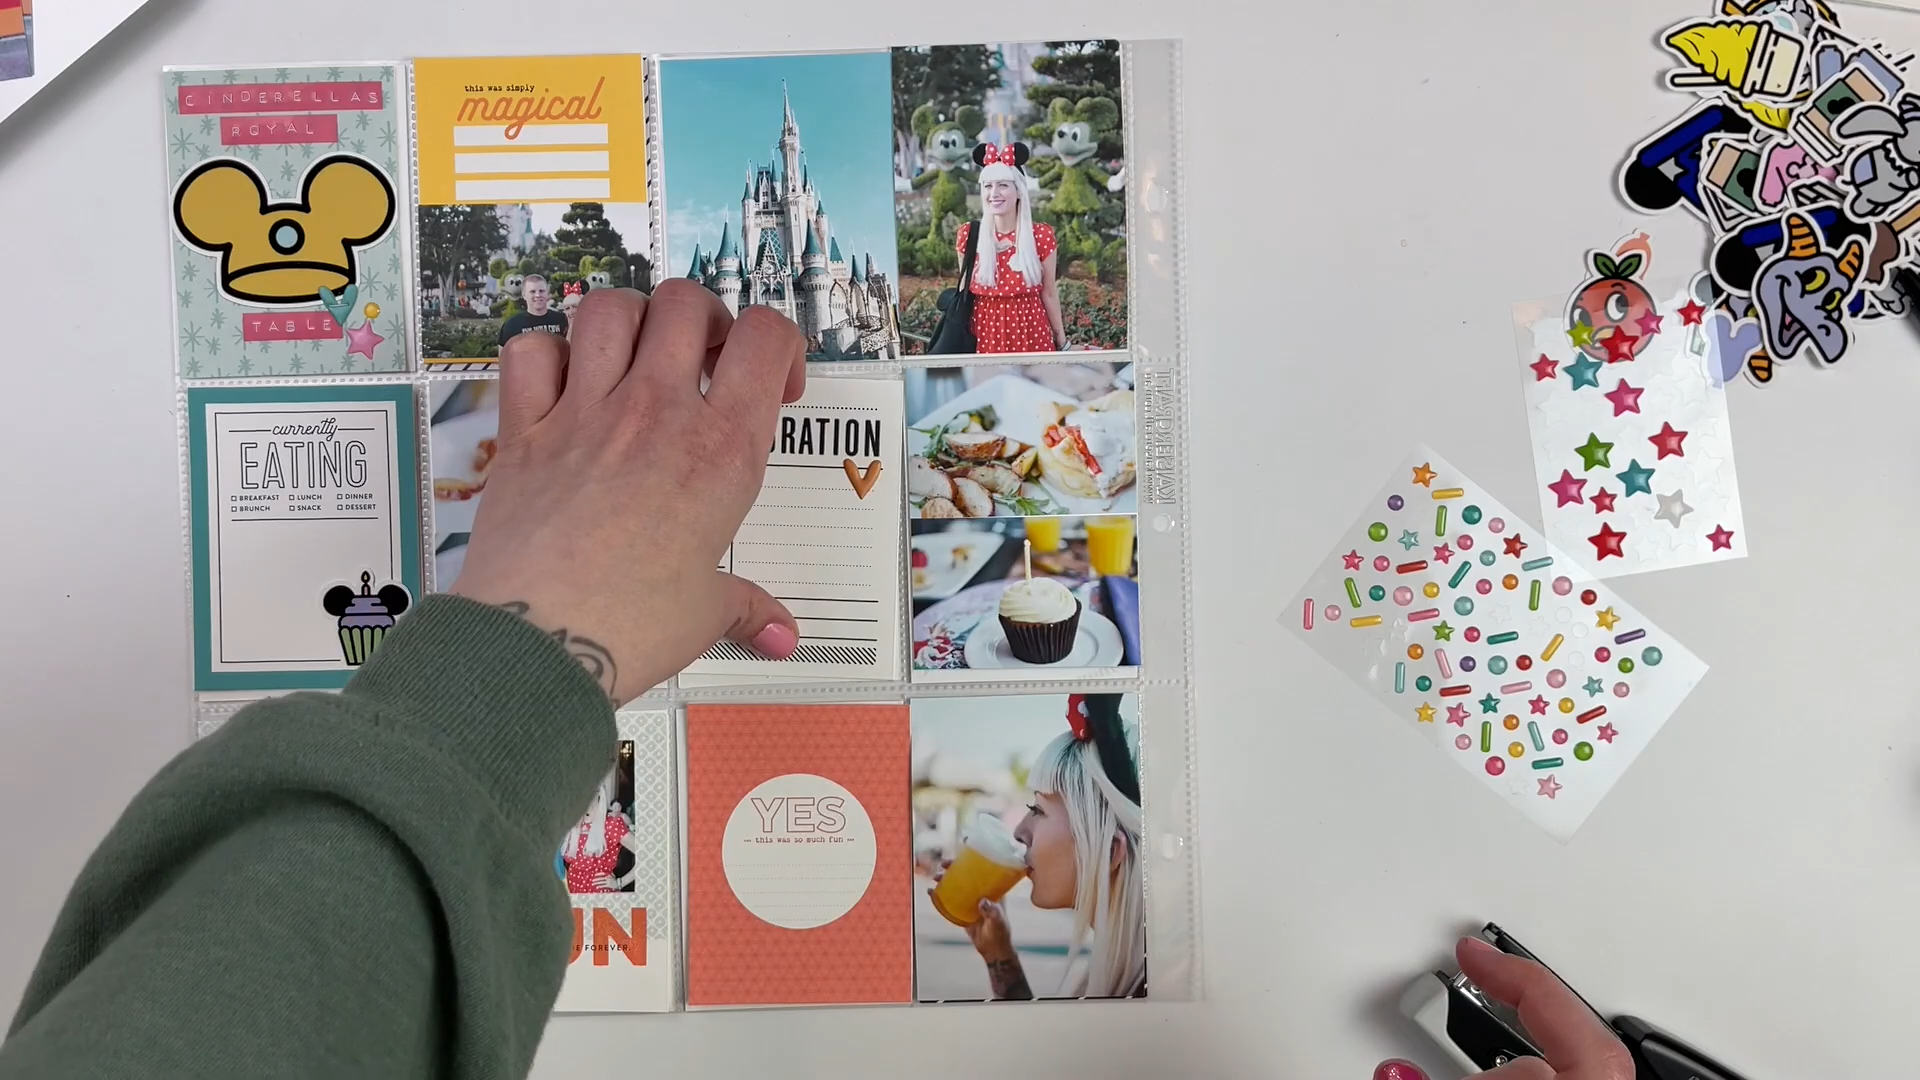 CINDERELLAS
ROYAL
TABLE
this was simply
magical
currently
EATING
BREAKFAST LUNCH DINNER
BRUNCH SNACK DESSERT
RATION
YES
this was so much fun
UN
E FOREVER.